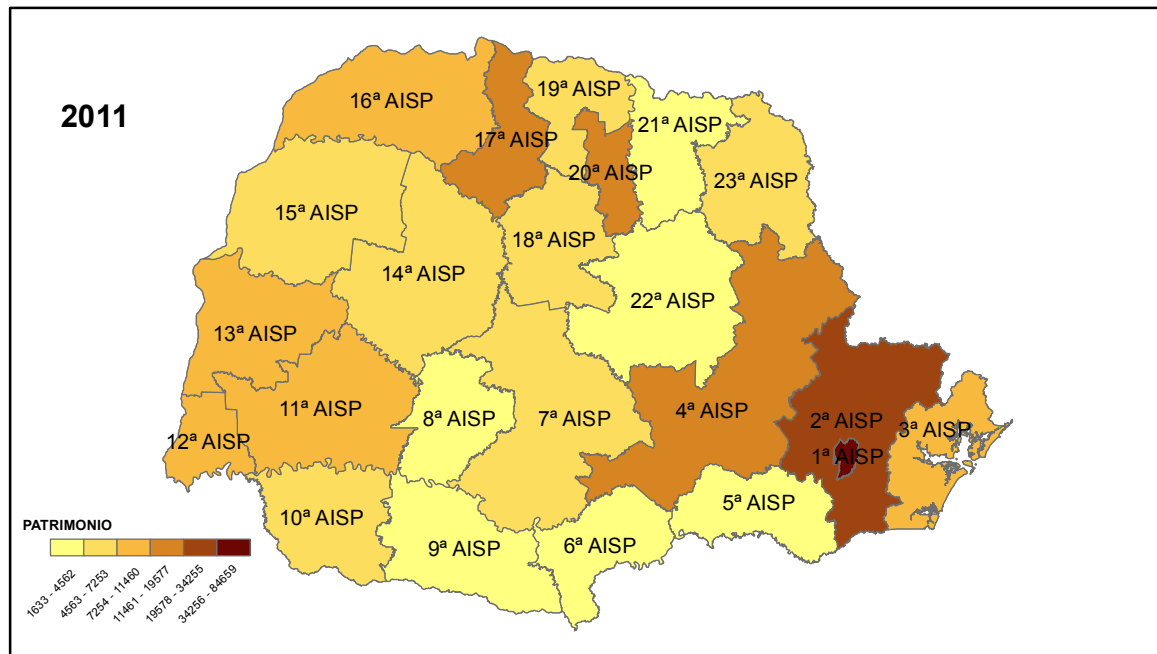 2011
16ª AISP
19ª AISP
17ª AISP
21ª AISP
20ª AISP
23ª AISP
15ª AISP
18ª AISP
14ª AISP
22ª AISP
13ª AISP
11ª AISP
8ª AISP
7ª AISP
4ª AISP
2ª AISP
3ª AISP
12ª AISP
1ª AISP
5ª AISP
10ª AISP
9ª AISP
6ª AISP
PATRIMONIO
1633 - 4562
4563 - 7253
7254 - 11460
11461 - 19577
19578 - 34255
34256 - 84659